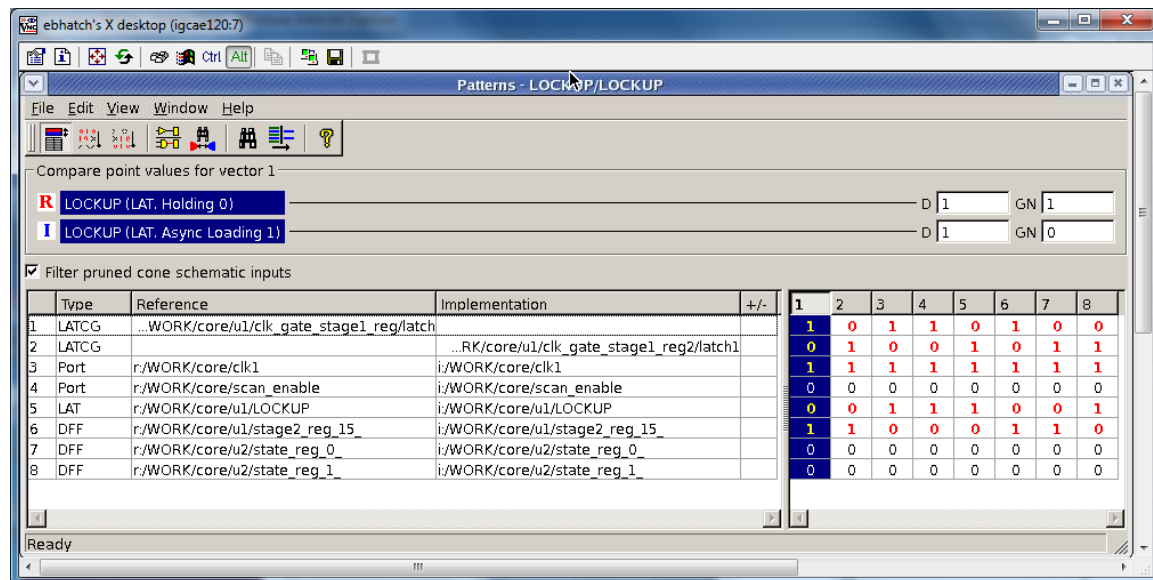 ebhatch's X desktop (igcae120:7)
Ctrl Alt
Patterns - LOCKUP/LOCKUP
File Edit View Window Help
Compare point values for vector 1
R LOCKUP (LAT. Holding 0) D 1 GN 1
I LOCKUP (LAT. Async Loading 1) D 1 GN 0
Filter pruned cone schematic inputs
Type Reference Implementation +/- 1 2 3 4 5 6 7 8
1 LATCG ...WORK/core/u1/clk_gate_stage1_reg/latch 1 0 1 1 0 1 0 0
2 LATCG ...RK/core/u1/clk_gate_stage1_reg2/latch1 0 1 0 0 1 0 1 1
3 Port r:/WORK/core/clk1 i:/WORK/core/clk1 1 1 1 1 1 1 1 1
4 Port r:/WORK/core/scan_enable i:/WORK/core/scan_enable 0 0 0 0 0 0 0 0
5 LAT r:/WORK/core/u1/LOCKUP i:/WORK/core/u1/LOCKUP 0 0 1 1 1 0 0 1
6 DFF r:/WORK/core/u1/stage2_reg_15_ i:/WORK/core/u1/stage2_reg_15_ 1 1 0 0 0 1 1 0
7 DFF r:/WORK/core/u2/state_reg_0_ i:/WORK/core/u2/state_reg_0_ 0 0 0 0 0 0 0 0
8 DFF r:/WORK/core/u2/state_reg_1_ i:/WORK/core/u2/state_reg_1_ 0 0 0 0 0 0 0 0
Ready